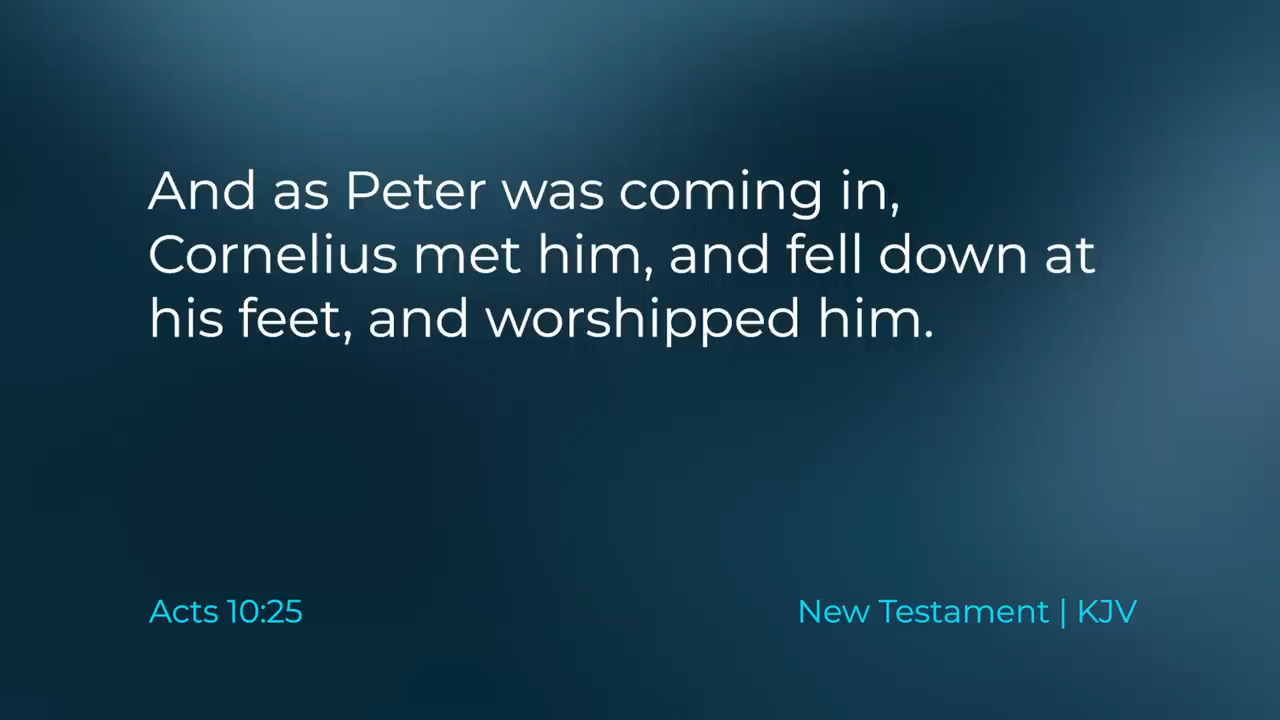 And as Peter was coming in,
Cornelius met him, and fell down at
his feet, and worshipped him.
Acts 10:25
New Testament | KJV